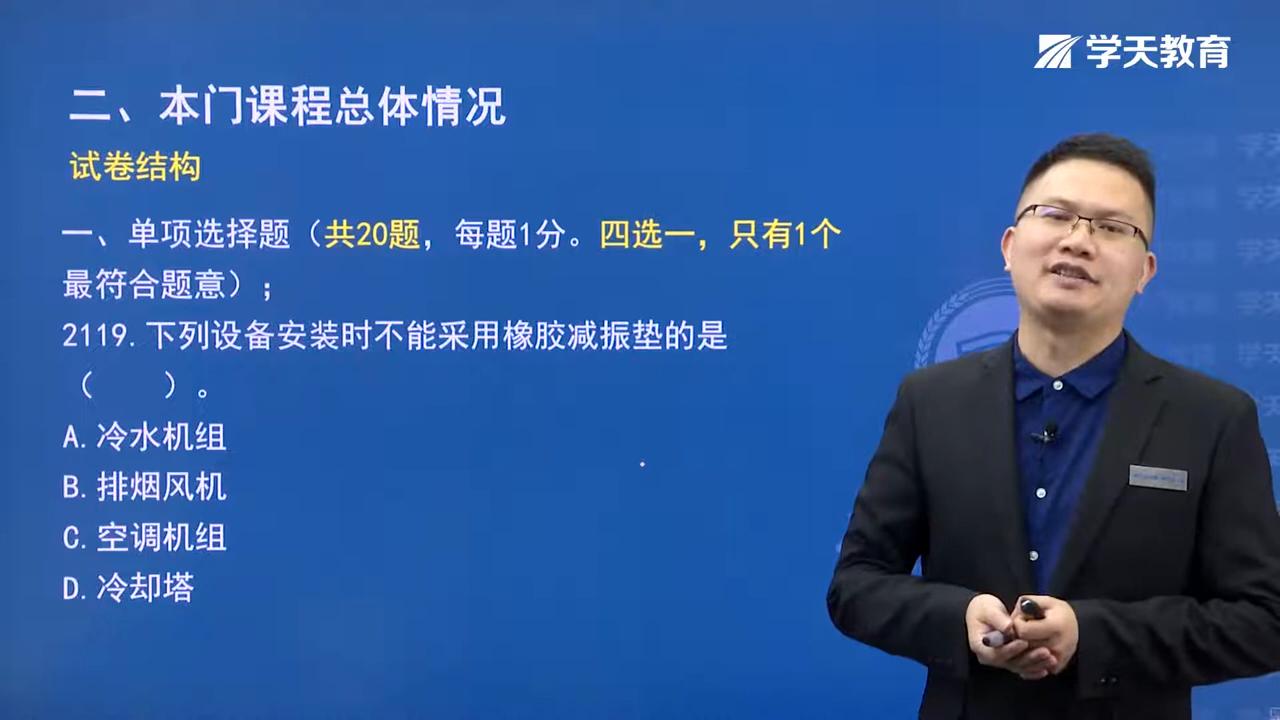 学天教育
二、本门课程总体情况
试卷结构
一、单项选择题（共20题，每题1分。四选一，只有1个
最符合题意）；
2119.下列设备安装时不能采用橡胶减振垫的是
（　　）。
A.冷水机组
B.排烟风机
C.空调机组
D.冷却塔